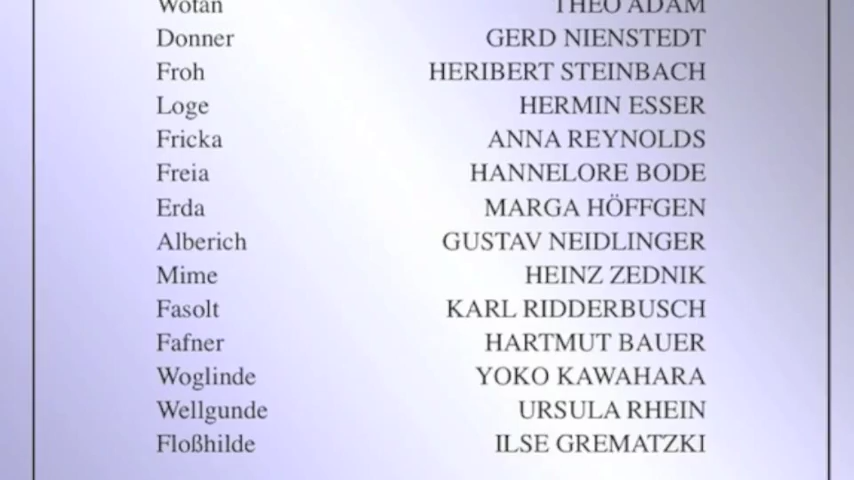 Wotan THEO ADAM
Donner GERD NIENSTEDT
Froh HERIBERT STEINBACH
Loge HERMIN ESSER
Fricka ANNA REYNOLDS
Freia HANNELORE BODE
Erda MARGA HÖFFGEN
Alberich GUSTAV NEIDLINGER
Mime HEINZ ZEDNIK
Fasolt KARL RIDDERBUSCH
Fafner HARTMUT BAUER
Woglinde YOKO KAWAHARA
Wellgunde URSULA RHEIN
Floßhilde ILSE GREMATZKI